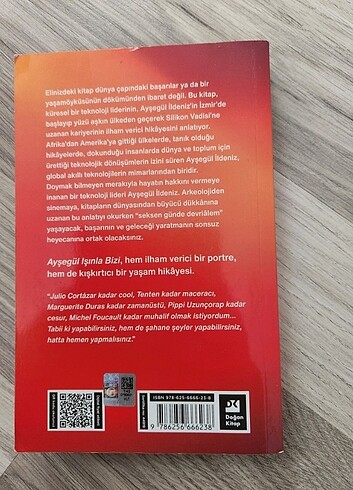 Elinizdeki kitap dünya çapındaki başarılar ya da bir
yaşamöyküsünün dökümünden ibaret değil. Bu kitap,
küresel bir teknoloji liderinin, Ayşegül İldeniz'in İzmir'de
başlayıp yüzü aşkın ülkeden geçerek Silikon Vadisi'ne
uzanan kariyerinin ilham verici hikâyesini anlatıyor.
Afrika'dan Amerika'ya gittiği ülkelerde, tanık olduğu
hikâyelerde, dokunduğu insanlarda dünya ve toplum için
ürettiği teknolojik dönüşümlerin izini süren Ayşegül İldeniz,
global akıllı teknolojilerin mimarlarından biridir.
Doymak bilmeyen merakıyla hayatın hakkını vermeye
inanan bir teknoloji lideri Ayşegül İldeniz. Arkeolojiden
sinemaya, kitapların dünyasından büyücü dükkânına
uzanan bu anlatıyı okurken "seksen günde devriâlem"
yaşayacak, başarının ve geleceği yaratmanın sonsuz
heyecanına ortak olacaksınız.
Ayşegül Işınla Bizi, hem ilham verici bir portre,
hem de kışkırtıcı bir yaşam hikâyesi.
"Julio Cortázar kadar cool, Tenten kadar maceracı,
Marguerite Duras kadar zamanüstü, Pippi Uzunçorap kadar
cesur, Michel Foucault kadar muhalif olmak istiyordum...
Tabii ki yapabilirsiniz, hem de şahane şeyler yapabilirsiniz,
hatta hemen yapmalısınız."
ISBN 978-625-6666-23-8
9 786256 666238
Doğan
Kitap